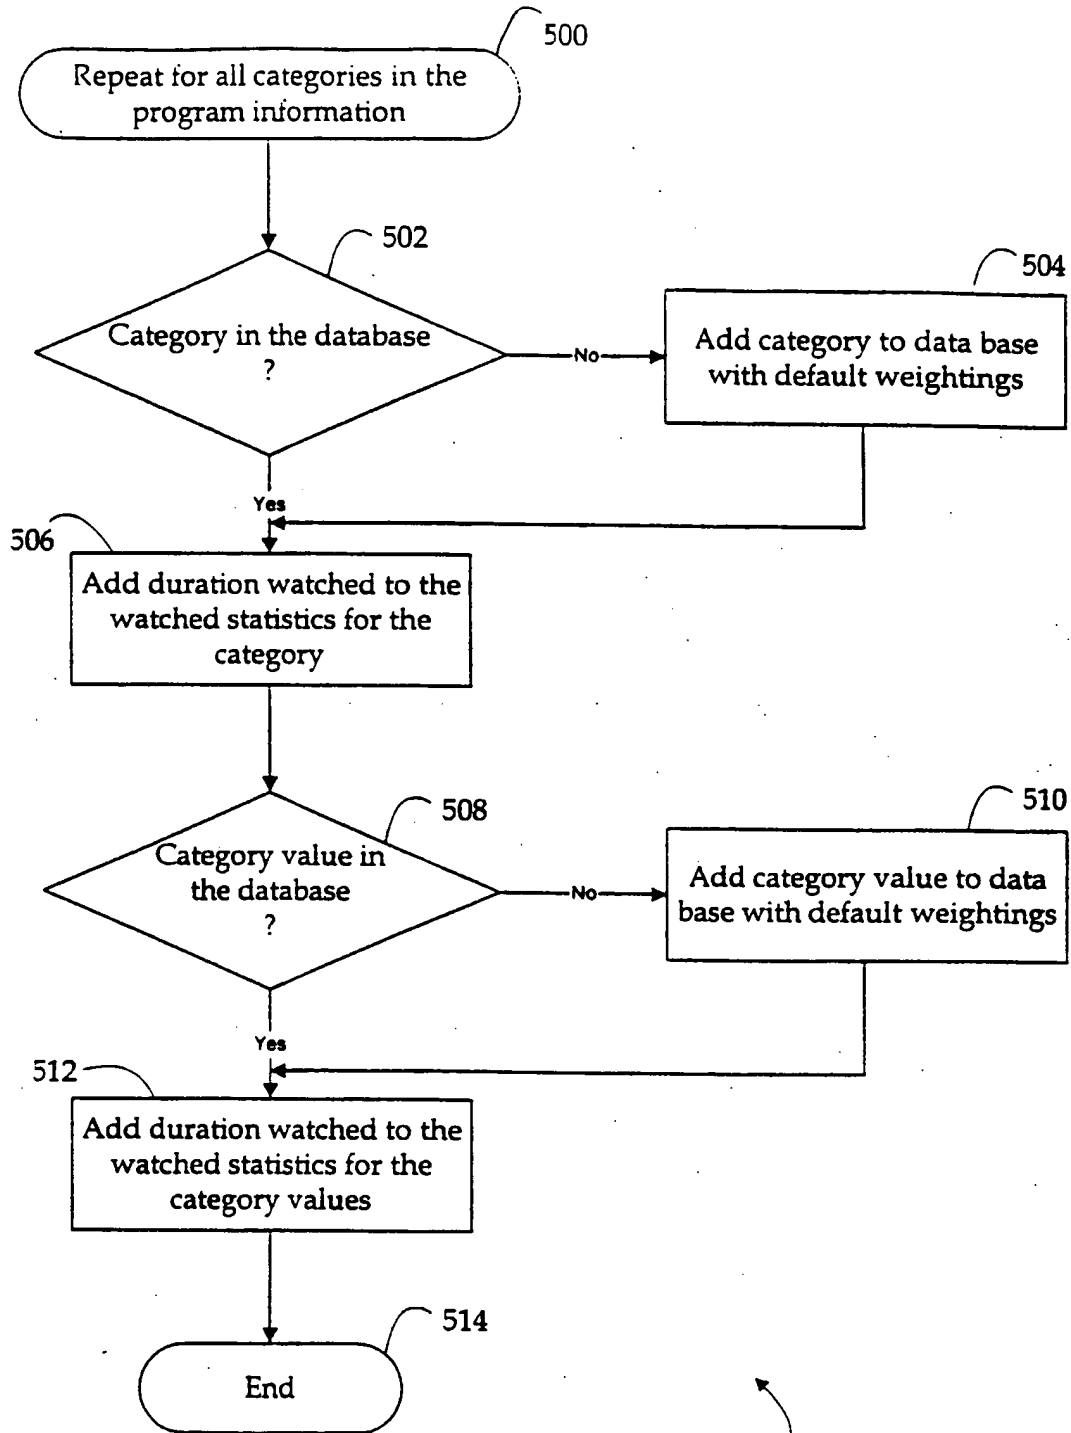 500
Repeat for all categories in the
program information
502
Category in the database
?
No
504
Add category to data base
with default weightings
Yes
506
Add duration watched to the
watched statistics for the
category
508
Category value in
the database
?
No
510
Add category value to data
base with default weightings
Yes
512
Add duration watched to the
watched statistics for the
category values
514
End